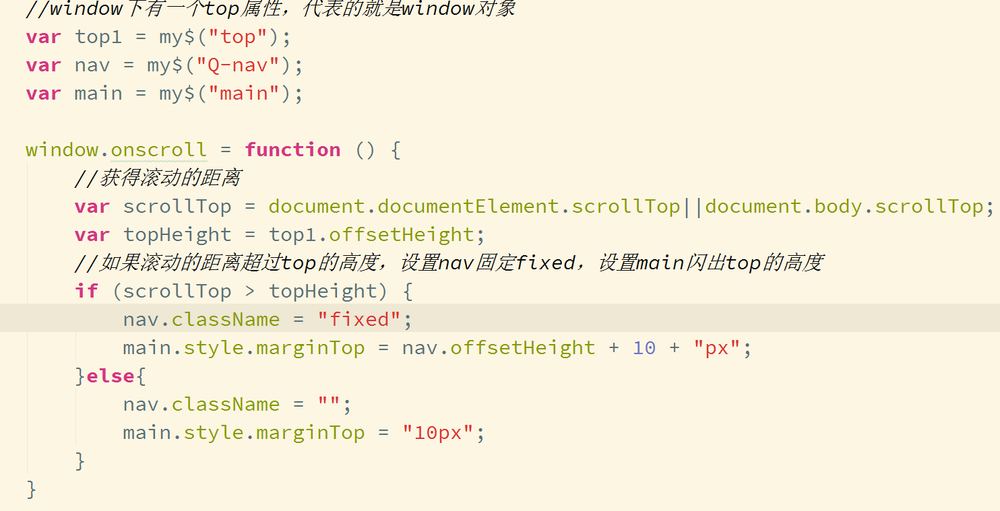 //window下有一个top属性，代表的就是window对象
var top1 = my$("top");
var nav = my$("Q-nav");
var main = my$("main");
window.onscroll = function () {
//获得滚动的距离
var scrollTop = document.documentElement.scrollTop||document.body.scrollTop;
var topHeight = top1.offsetHeight;
//如果滚动的距离超过top的高度，设置nav固定fixed，设置main闪出top的高度
if (scrollTop > topHeight) {
nav.className = "fixed";
main.style.marginTop = nav.offsetHeight + 10 + "px";
}else{
nav.className = "";
main.style.marginTop = "10px";
}
}